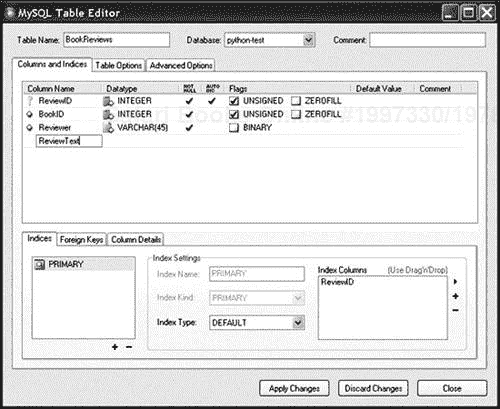 MySQL Table Editor
Table Name: BookReviews Database: python-test Comment:
Columns and Indices Table Options Advanced Options
Column Name Datatype NOT NULL AUTO INC Flags Default Value Comment
ReviewID INTEGER UNSIGNED ZEROFILL
BookID INTEGER UNSIGNED ZEROFILL
Reviewer VARCHAR(45) BINARY
ReviewText
Indices Foreign Keys Column Details
PRIMARY
Index Settings
Index Name: PRIMARY
Index Kind: PRIMARY
Index Type: DEFAULT
Index Columns (Use Drag'n'Drop)
ReviewID
Apply Changes Discard Changes Close